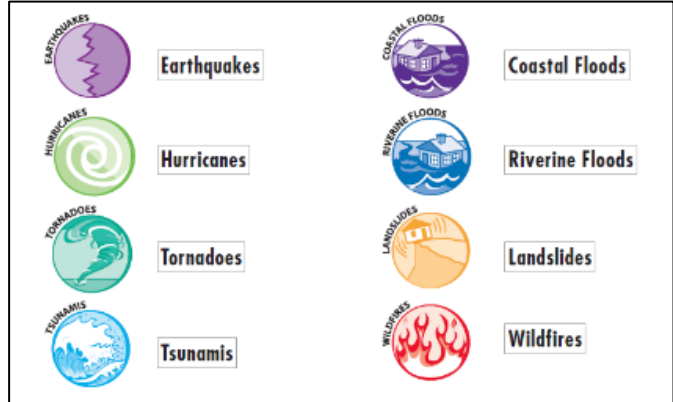 EARTHQUAKES
Earthquakes
COASTAL FLOODS
Coastal Floods
HURRICANES
Hurricanes
RIVERINE FLOODS
Riverine Floods
TORNADOES
Tornadoes
LANDSLIDES
Landslides
TSUNAMIS
Tsunamis
WILDFIRES
Wildfires